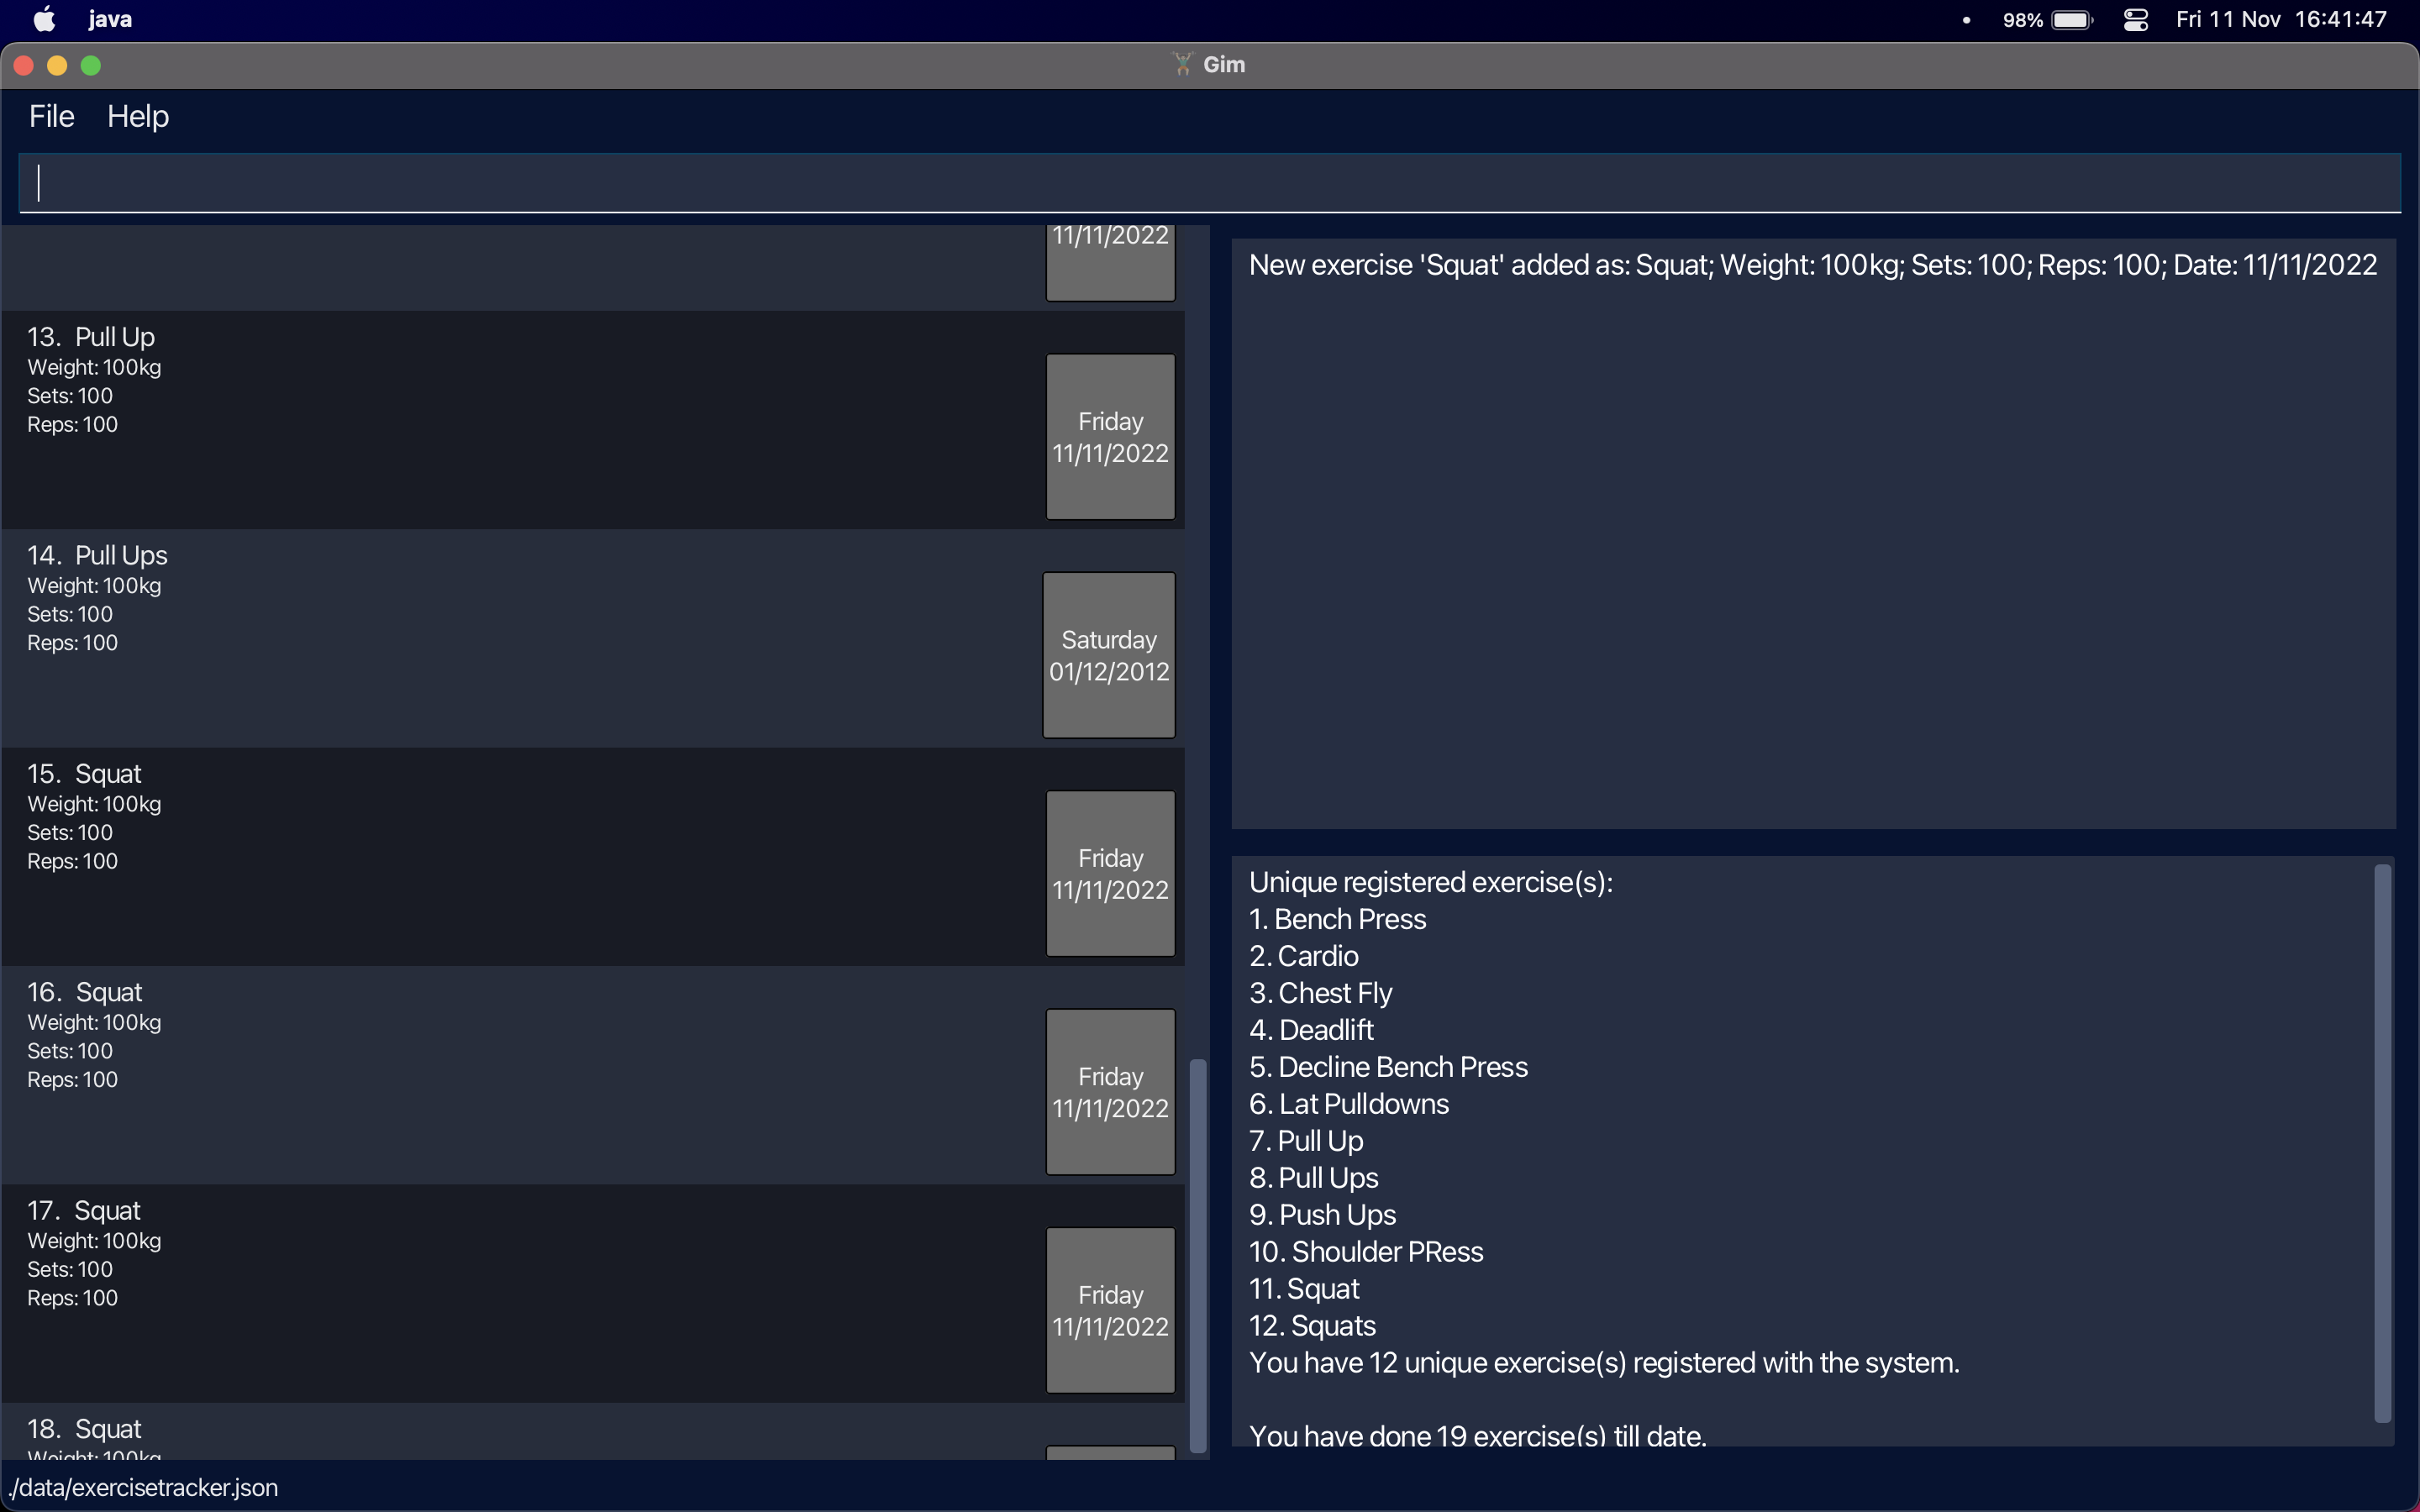 java
98%
Fri 11 Nov 16:41:47
Gim
File Help
11/11/2022
13. Pull Up
Weight: 100kg
Sets: 100
Reps: 100
Friday
11/11/2022
14. Pull Ups
Weight: 100kg
Sets: 100
Reps: 100
Saturday
01/12/2012
15. Squat
Weight: 100kg
Sets: 100
Reps: 100
Friday
11/11/2022
16. Squat
Weight: 100kg
Sets: 100
Reps: 100
Friday
11/11/2022
17. Squat
Weight: 100kg
Sets: 100
Reps: 100
Friday
11/11/2022
18. Squat
Weight: 100kg
New exercise 'Squat' added as: Squat; Weight: 100kg; Sets: 100; Reps: 100; Date: 11/11/2022
Unique registered exercise(s):
1. Bench Press
2. Cardio
3. Chest Fly
4. Deadlift
5. Decline Bench Press
6. Lat Pulldowns
7. Pull Up
8. Pull Ups
9. Push Ups
10. Shoulder PRess
11. Squat
12. Squats
You have 12 unique exercise(s) registered with the system.
You have done 19 exercise(s) till date.
./data/exercisetracker.json